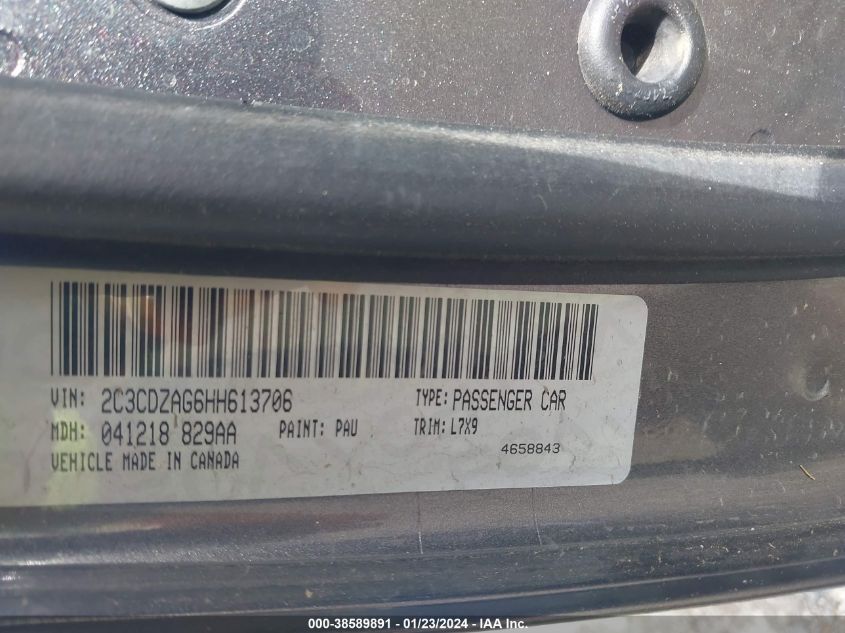 VIN: 2C3CDZAG6HH613706 TYPE: PASSENGER CAR
MDH: 041218 829AA PAINT: PAU TRIM: L7X9
VEHICLE MADE IN CANADA 4658843
000-38589891 - 01/23/2024 - IAA Inc.